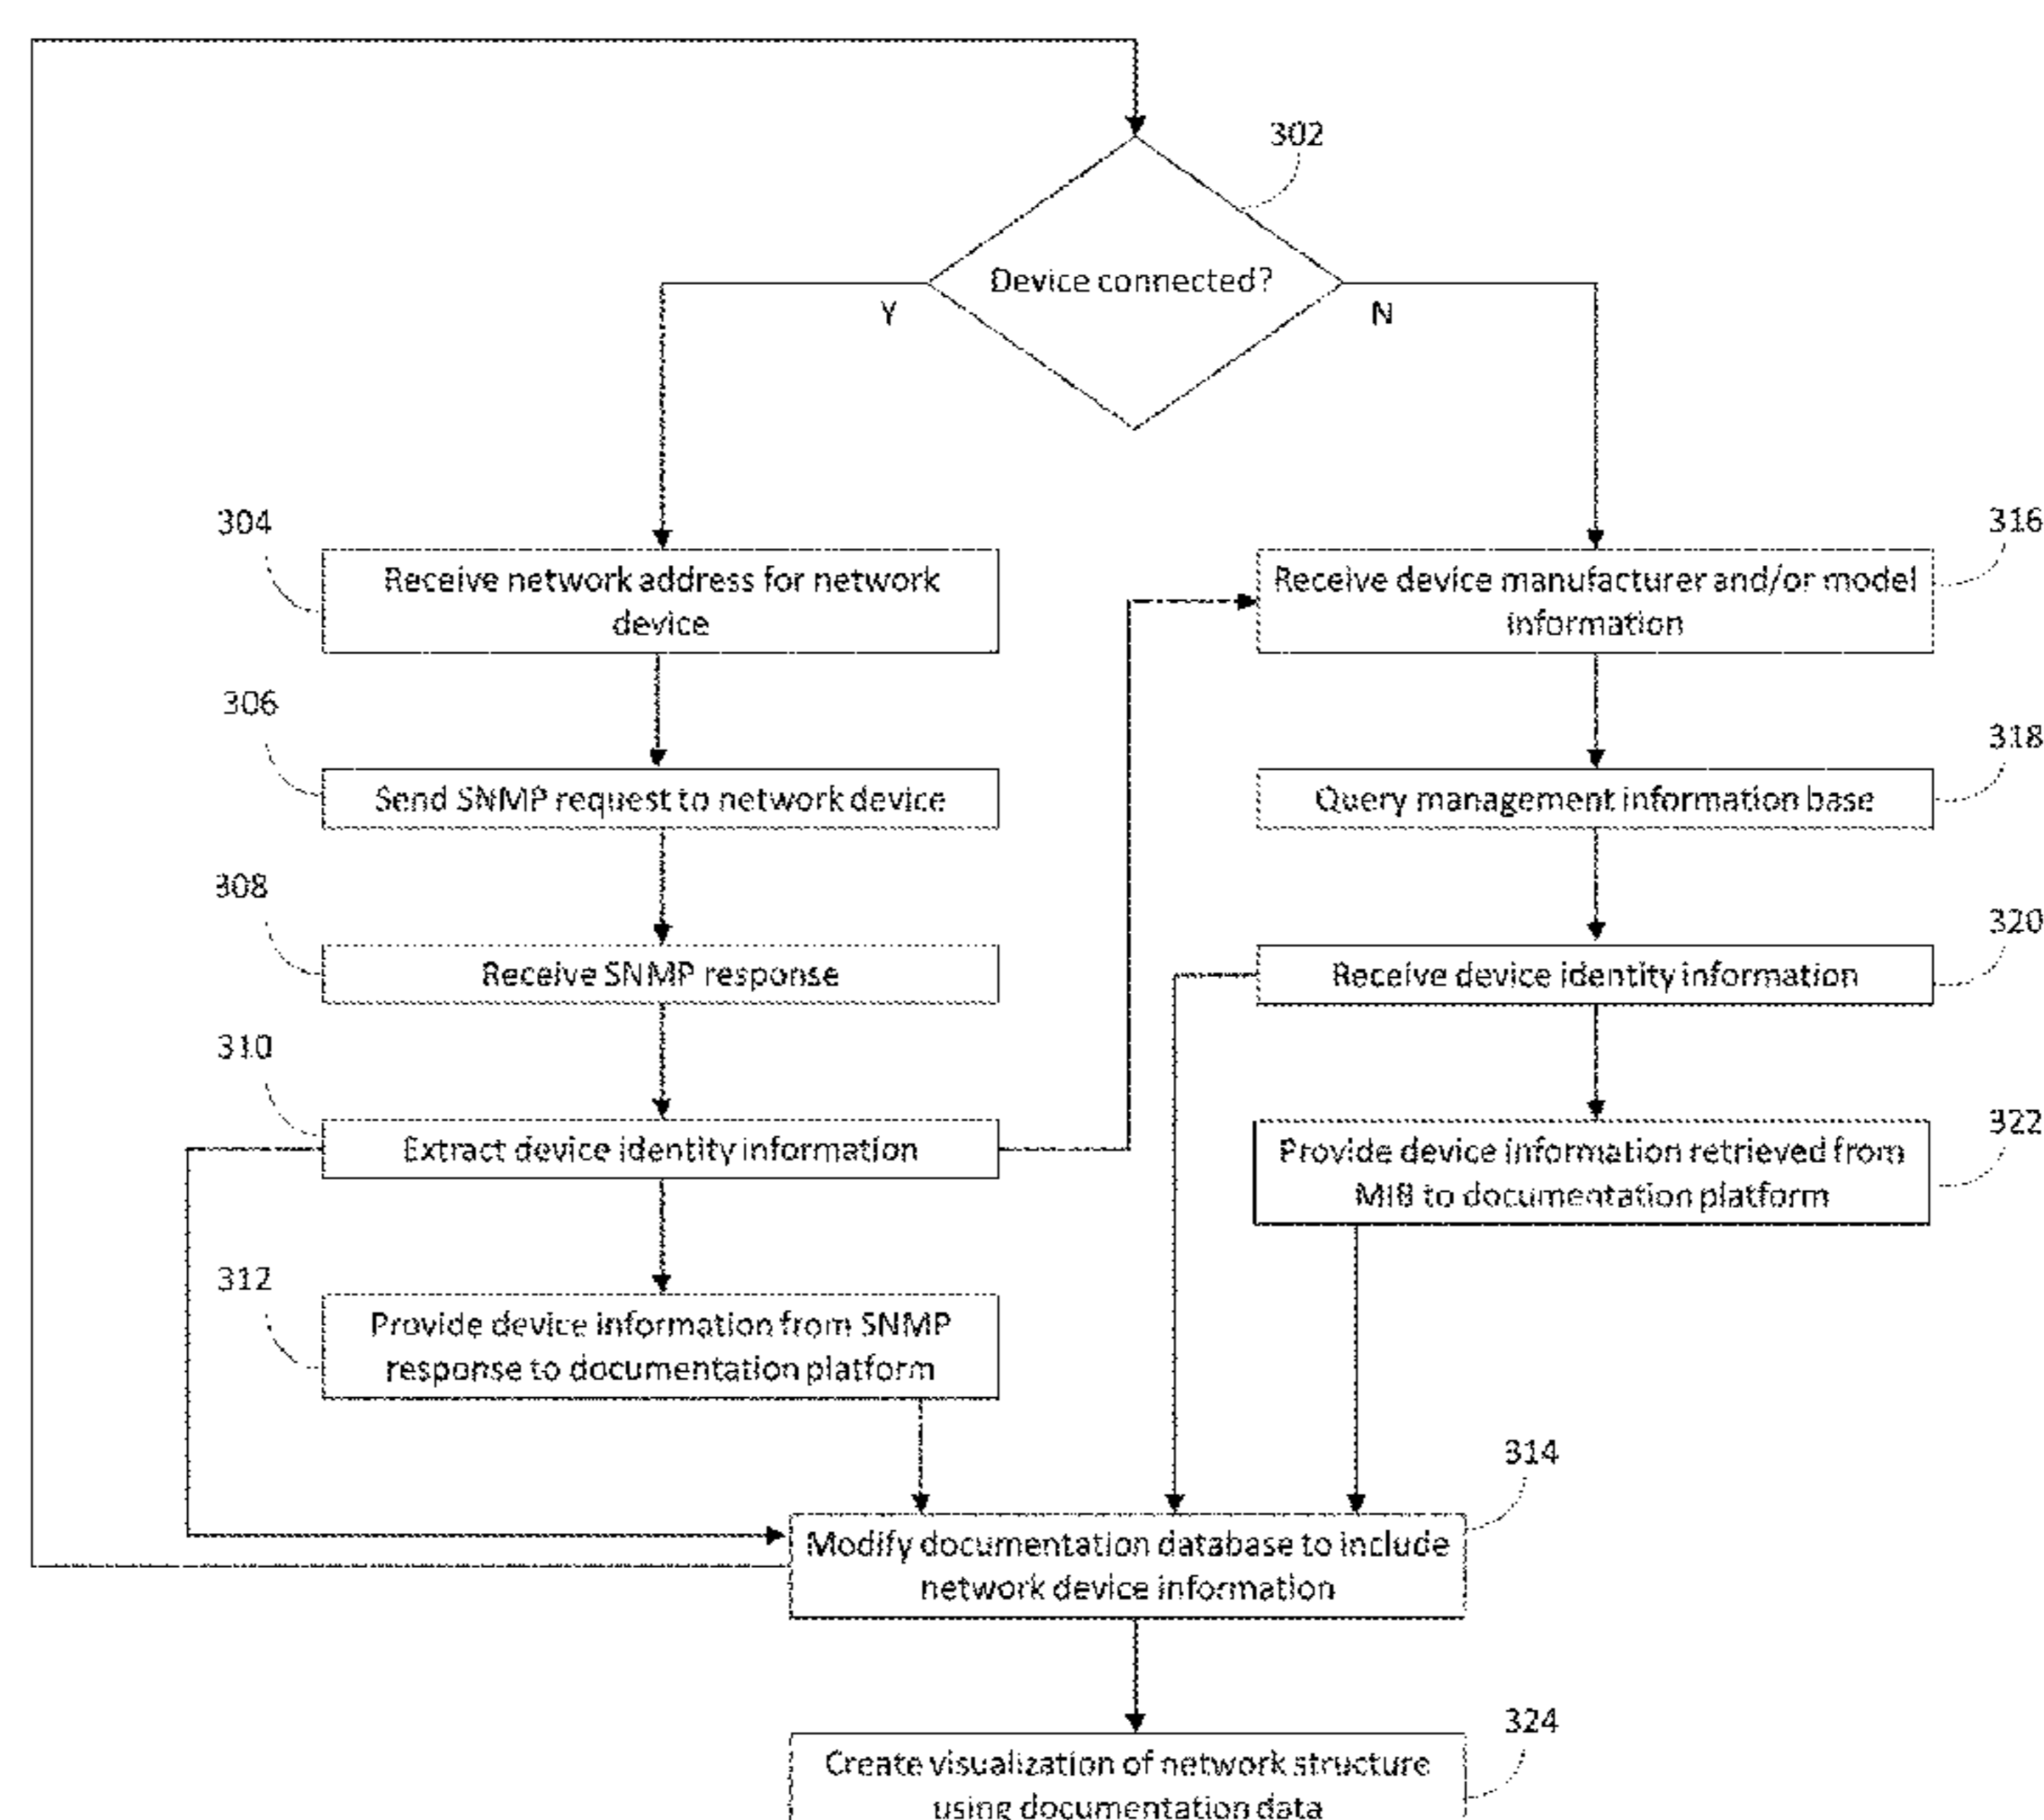 302
Device connected?
Y
N
304
Receive network address for network
device
316
Receive device manufacturer and/or model
information
306
Send SNMP request to network device
318
Query management information base
308
Receive SNMP response
320
Receive device identity information
310
Extract device identity information
322
Provide device information retrieved from
MIB to documentation platform
312
Provide device information from SNMP
response to documentation platform
314
Modify documentation database to include
network device information
324
Create visualization of network structure
using documentation data